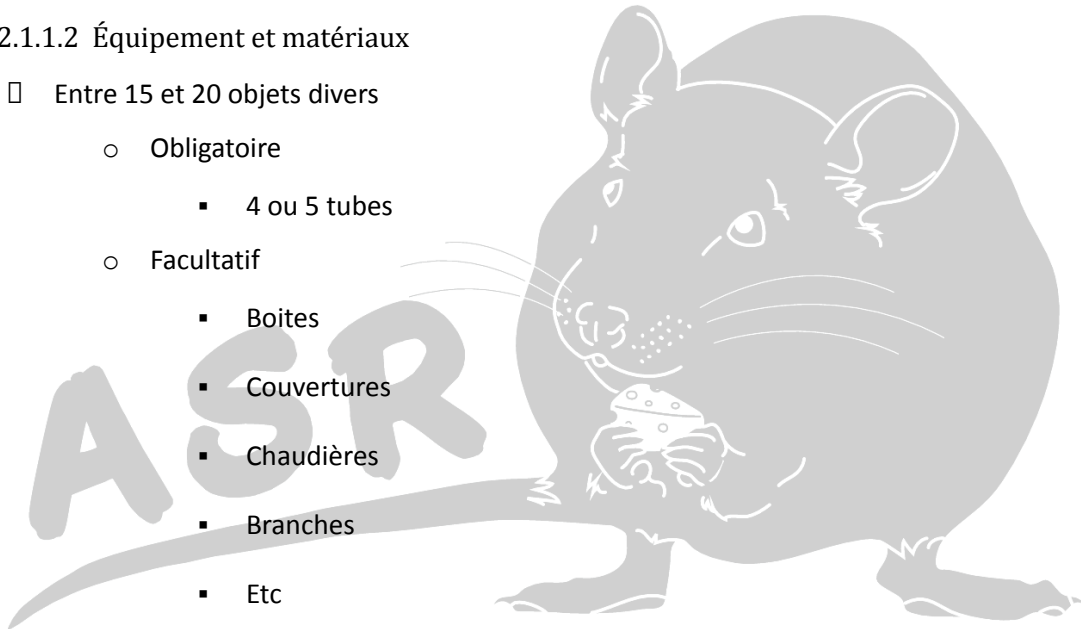 2.1.1.2 Équipement et matériaux
Entre 15 et 20 objets divers
o Obligatoire
▪ 4 ou 5 tubes
o Facultatif
▪ Boites
▪ Couvertures
▪ Chaudières
▪ Branches
▪ Etc
ASR